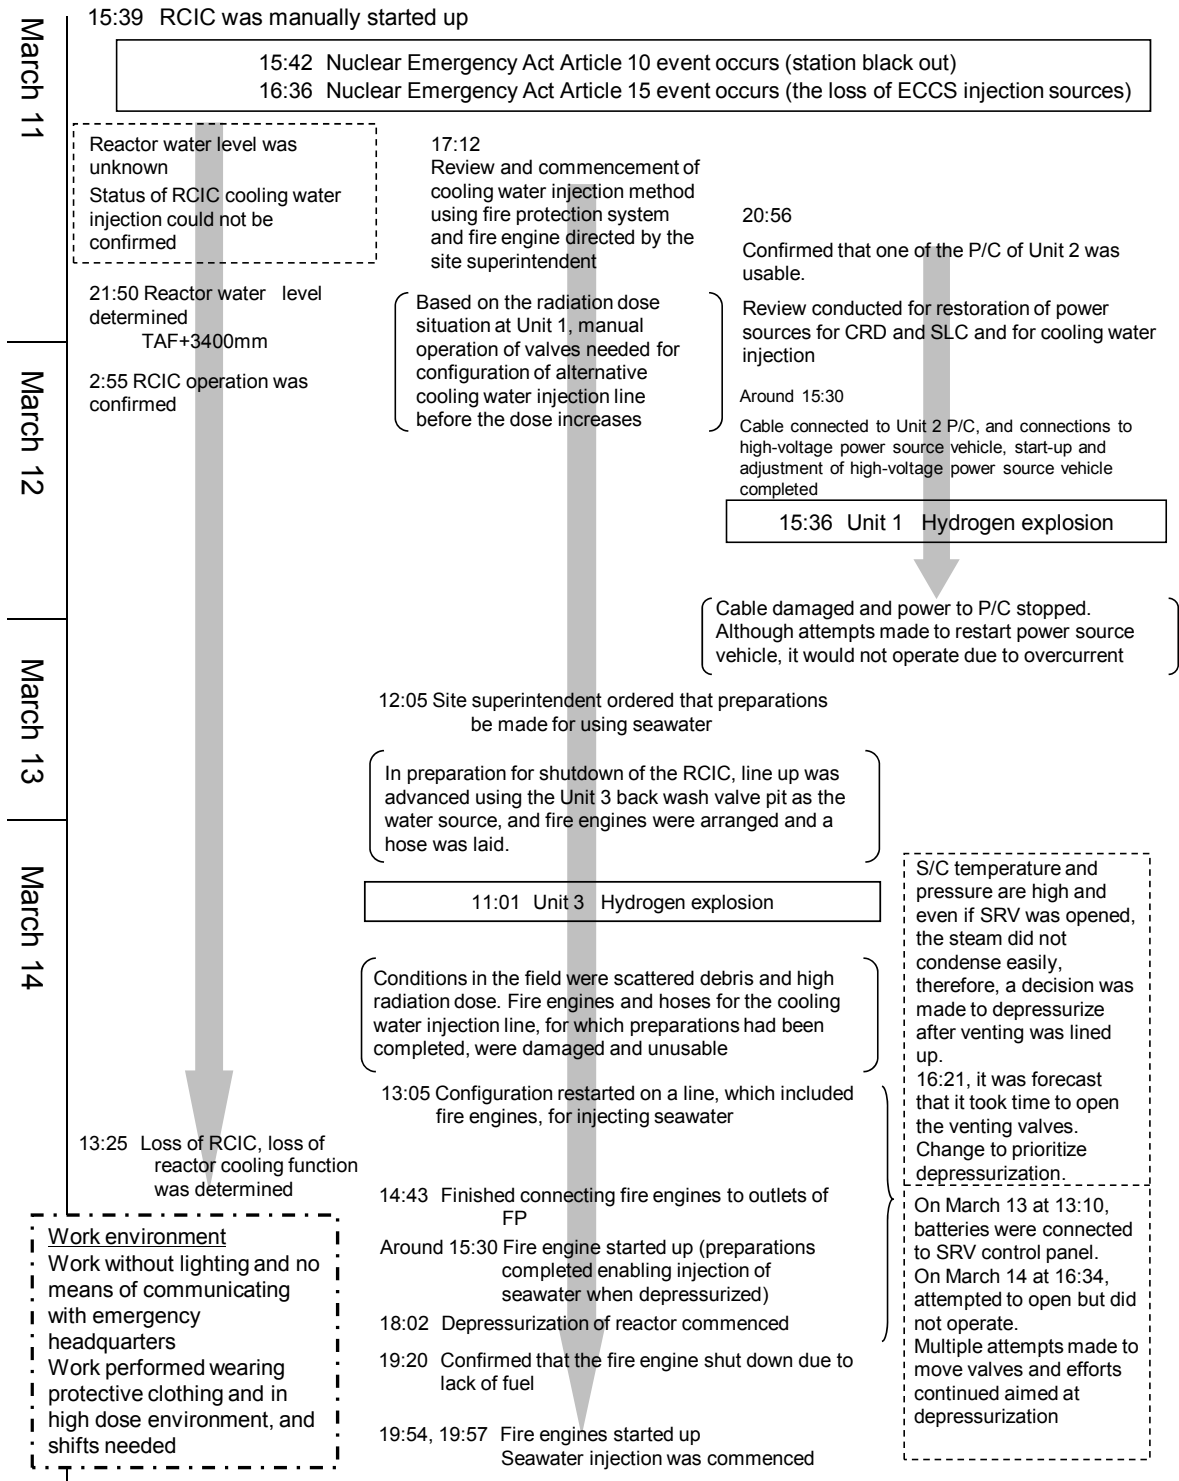 March 11
15:39 RCIC was manually started up
15:42 Nuclear Emergency Act Article 10 event occurs (station black out)
16:36 Nuclear Emergency Act Article 15 event occurs (the loss of ECCS injection sources)
Reactor water level was
unknown
Status of RCIC cooling water
injection could not be
confirmed
21:50 Reactor water level
determined
TAF+3400mm
17:12
Review and commencement of
cooling water injection method
using fire protection system
and fire engine directed by the
site superintendent
Based on the radiation dose
situation at Unit 1, manual
operation of valves needed for
configuration of alternative
cooling water injection line
before the dose increases
20:56
Confirmed that one of the P/C of Unit 2 was
usable.
Review conducted for restoration of power
sources for CRD and SLC and for cooling water
injection
March 12
2:55 RCIC operation was
confirmed
Around 15:30
Cable connected to Unit 2 P/C, and connections to
high-voltage power source vehicle, start-up and
adjustment of high-voltage power source vehicle
completed
15:36 Unit 1 Hydrogen explosion
Cable damaged and power to P/C stopped.
Although attempts made to restart power source
vehicle, it would not operate due to overcurrent
March 13
12:05 Site superintendent ordered that preparations
be made for using seawater
In preparation for shutdown of the RCIC, line up was
advanced using the Unit 3 back wash valve pit as the
water source, and fire engines were arranged and a
hose was laid.
March 14
11:01 Unit 3 Hydrogen explosion
Conditions in the field were scattered debris and high
radiation dose. Fire engines and hoses for the cooling
water injection line, for which preparations had been
completed, were damaged and unusable
13:05 Configuration restarted on a line, which included
fire engines, for injecting seawater
13:25 Loss of RCIC, loss of
reactor cooling function
was determined
14:43 Finished connecting fire engines to outlets of
FP
Around 15:30 Fire engine started up (preparations
completed enabling injection of
seawater when depressurized)
18:02 Depressurization of reactor commenced
19:20 Confirmed that the fire engine shut down due to
lack of fuel
19:54, 19:57 Fire engines started up
Seawater injection was commenced
S/C temperature and
pressure are high and
even if SRV was opened,
the steam did not
condense easily,
therefore, a decision was
made to depressurize
after venting was lined
up.
16:21, it was forecast
that it took time to open
the venting valves.
Change to prioritize
depressurization.
On March 13 at 13:10,
batteries were connected
to SRV control panel.
On March 14 at 16:34,
attempted to open but did
not operate.
Multiple attempts made to
move valves and efforts
continued aimed at
depressurization
Work environment
Work without lighting and no
means of communicating
with emergency
headquarters
Work performed wearing
protective clothing and in
high dose environment, and
shifts needed